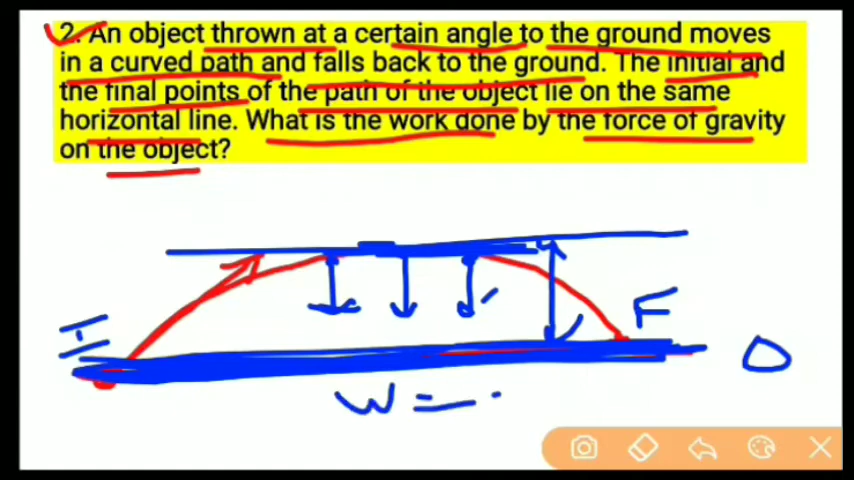 2. An object thrown at a certain angle to the ground moves
in a curved path and falls back to the ground. The initial and
the final points of the path of the object lie on the same
horizontal line. What is the work done by the force of gravity
on the object?
I
F
O
W =